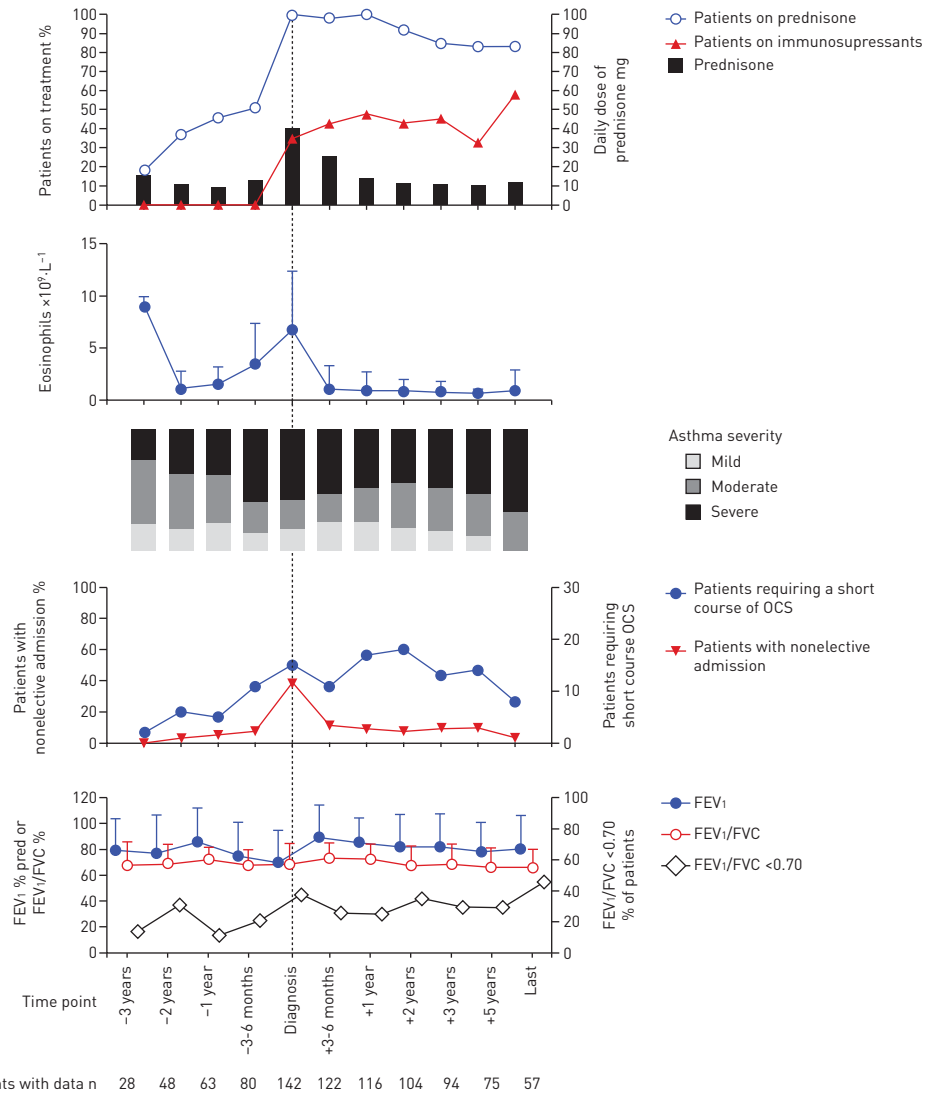 Patients on treatment %
100
90
80
70
60
50
40
30
20
10
0
100
90
80
70
60
50
40
30
20
10
0
Daily dose of
prednisone mg
Patients on prednisone
Patients on immunosupressants
Prednisone
Eosinophils ×10⁹·L⁻¹
15
10
5
0
Asthma severity
Mild
Moderate
Severe
Patients with
nonelective admission %
100
80
60
40
20
0
30
20
10
0
Patients requiring
short course OCS
Patients requiring a short
course of OCS
Patients with nonelective
admission
FEV1 % pred or
FEV1/FVC %
120
100
80
60
40
20
0
100
80
60
40
20
0
FEV1/FVC <0.70
% of patients
FEV1
FEV1/FVC
FEV1/FVC <0.70
Time point
−3 years
−2 years
−1 year
−3-6 months
Diagnosis
+3-6 months
+1 year
+2 years
+3 years
+5 years
Last
nts with data n 28 48 63 80 142 122 116 104 94 75 57